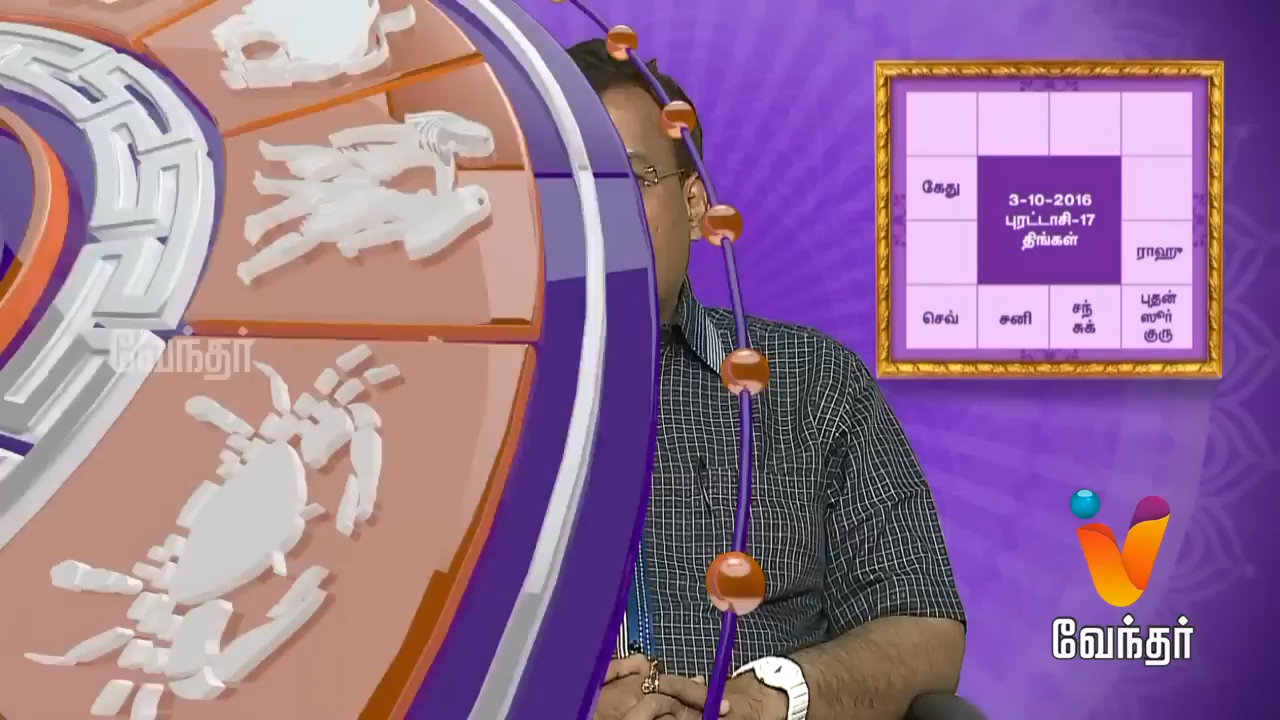 3-10-2016
புரட்டாசி-17
திங்கள்
கேது
ராஹு
செவ்
சனி
சந்
சுக்
புதன்
ஸூர்
குரு
வேந்தர்
வேந்தர்